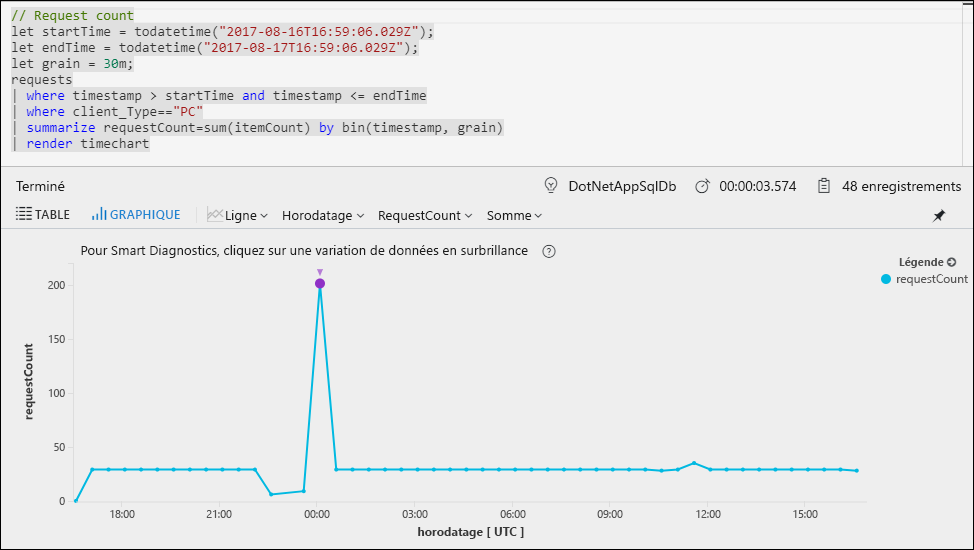 // Request count
let startTime = todatetime("2017-08-16T16:59:06.029Z");
let endTime = todatetime("2017-08-17T16:59:06.029Z");
let grain = 30m;
requests
| where timestamp > startTime and timestamp <= endTime
| where client_Type=="PC"
| summarize requestCount=sum(itemCount) by bin(timestamp, grain)
| render timechart
Terminé DotNetAppSqlDb 00:00:03.574 48 enregistrements
TABLE GRAPHIQUE Ligne Horodatage RequestCount Somme
Pour Smart Diagnostics, cliquez sur une variation de données en surbrillance ?
Légende
requestCount
200
150
100
50
0
requestCount
18:00 21:00 00:00 03:00 06:00 09:00 12:00 15:00
horodatage [ UTC ]